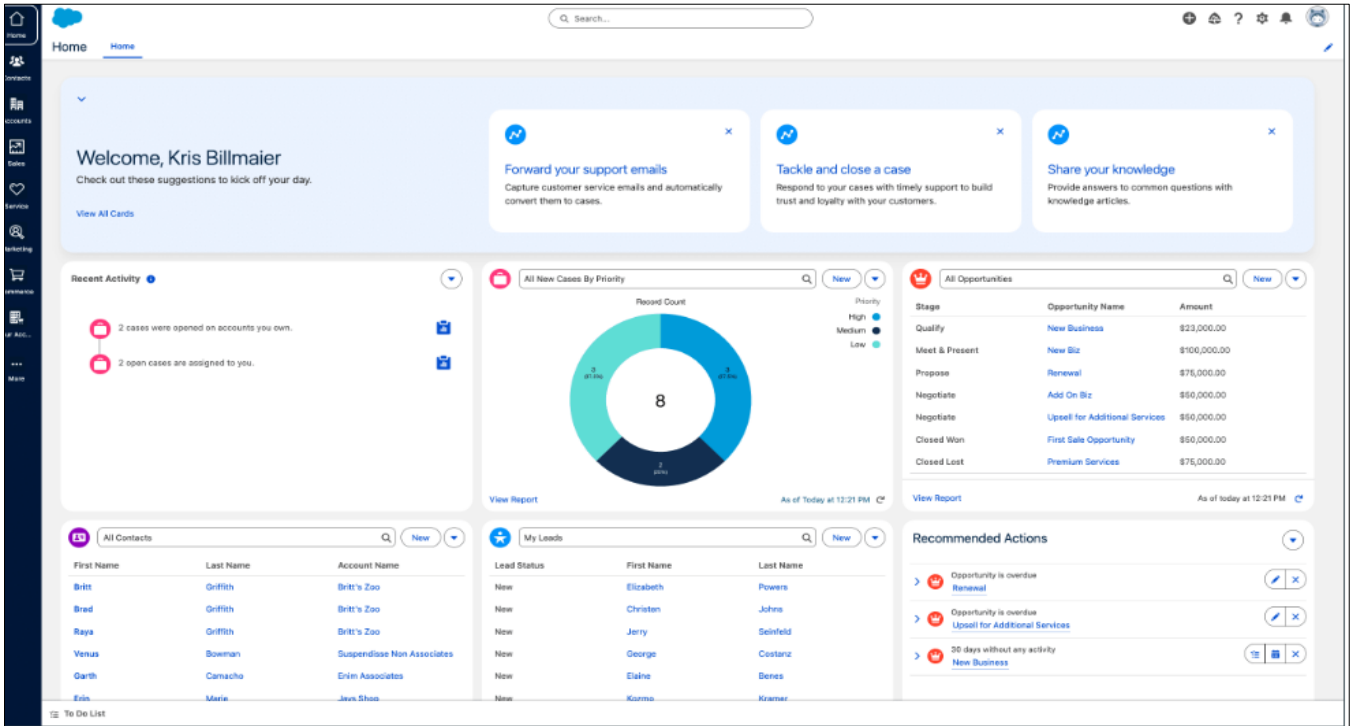 Search...
Home
Home Home
Contacts
Accounts
Sales
Service
Marketing
Commerce
More
Welcome, Kris Billmaier
Check out these suggestions to kick off your day.
View All Cards
Forward your support emails
Capture customer service emails and automatically
convert them to cases.
Tackle and close a case
Respond to your cases with timely support to build
trust and loyalty with your customers.
Share your knowledge
Provide answers to common questions with
knowledge articles.
Recent Activity
2 cases were opened on accounts you own.
2 open cases are assigned to you.
All New Cases By Priority
New
Record Count
Priority
High
Medium
Low
3
3
8
2
View Report
As of Today at 12:21 PM
All Opportunities
New
Stage Opportunity Name Amount
Qualify New Business $23,000.00
Meet & Present New Biz $100,000.00
Propose Renewal $75,000.00
Negotiate Add On Biz $50,000.00
Negotiate Upsell for Additional Services $50,000.00
Closed Won First Sale Opportunity $50,000.00
Closed Lost Premium Services $75,000.00
View Report
As of today at 12:21 PM
All Contacts
New
First Name Last Name Account Name
Britt Griffith Britt's Zoo
Brad Griffith Britt's Zoo
Raya Griffith Britt's Zoo
Venus Bowman Suspendisse Non Associates
Garth Camacho Enim Associates
Erin Marie Jays Shop
My Leads
New
Lead Status First Name Last Name
New Elizabeth Powers
New Christen Johns
New Jerry Seinfeld
New George Costanz
New Elaine Benes
New Kozmo Kramer
Recommended Actions
Opportunity is overdue
Renewal
Opportunity is overdue
Upsell for Additional Services
30 days without any activity
New Business
To Do List